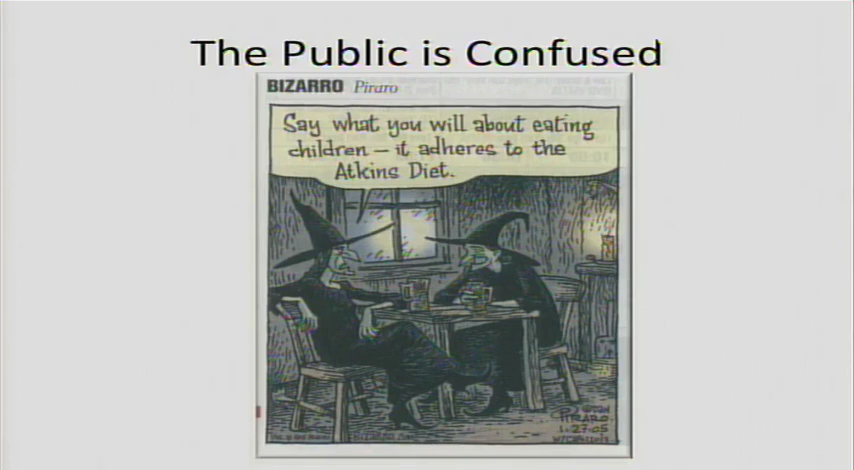 The Public is Confused
BIZARRO Piraro
Say what you will about eating
children – it adheres to the
Atkins Diet.
PIRARO
1-27-05